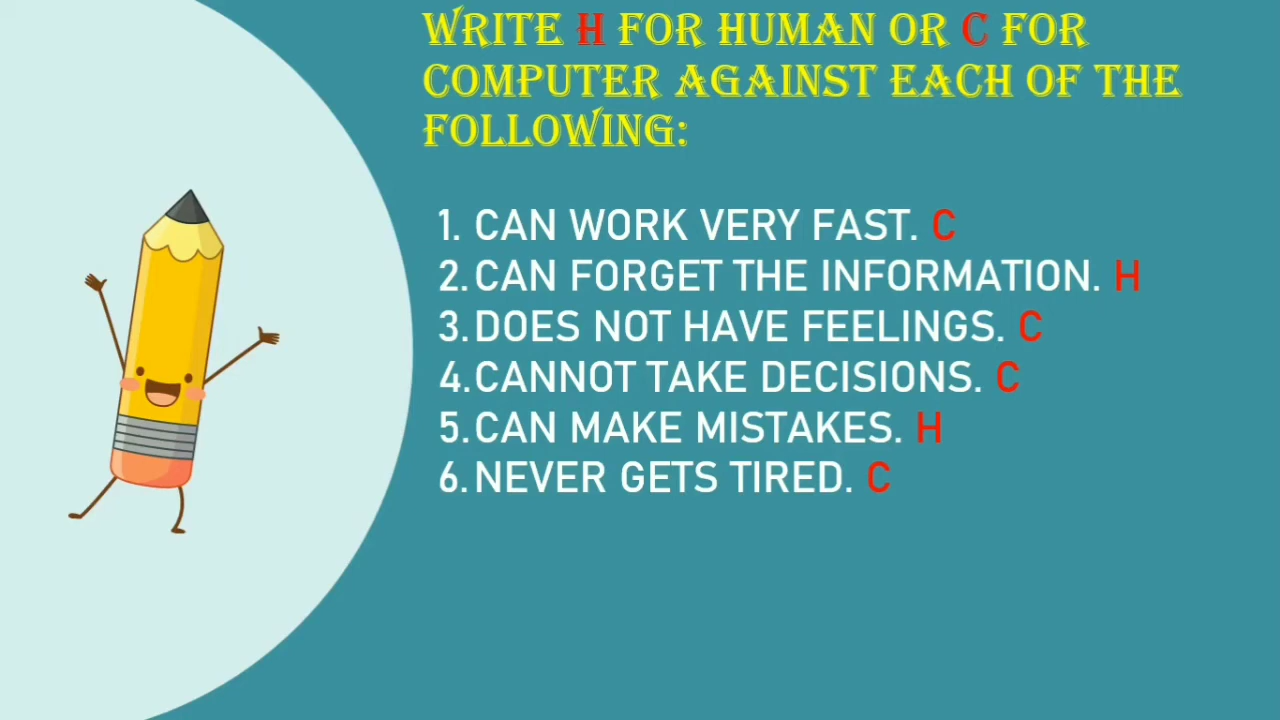 WRITE H FOR HUMAN OR C FOR
COMPUTER AGAINST EACH OF THE
FOLLOWING:
1. CAN WORK VERY FAST. C
2. CAN FORGET THE INFORMATION. H
3. DOES NOT HAVE FEELINGS. C
4. CANNOT TAKE DECISIONS. C
5. CAN MAKE MISTAKES. H
6. NEVER GETS TIRED. C